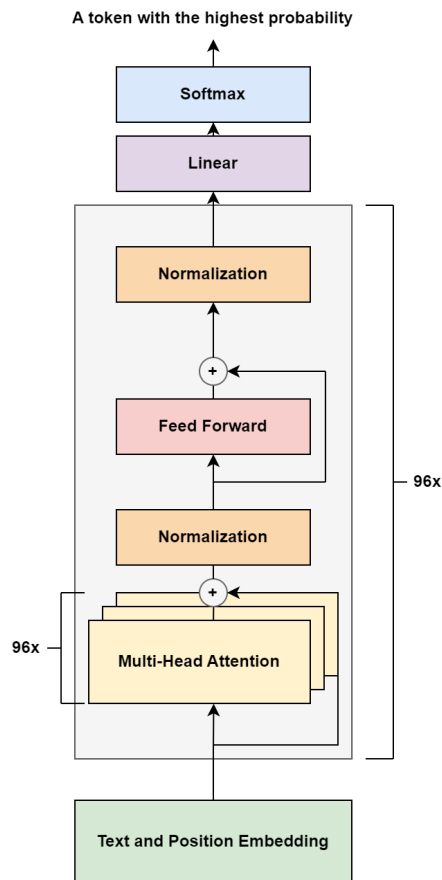 A token with the highest probability
Softmax
Linear
Normalization
+
Feed Forward
96x
Normalization
+
96x
Multi-Head Attention
Text and Position Embedding